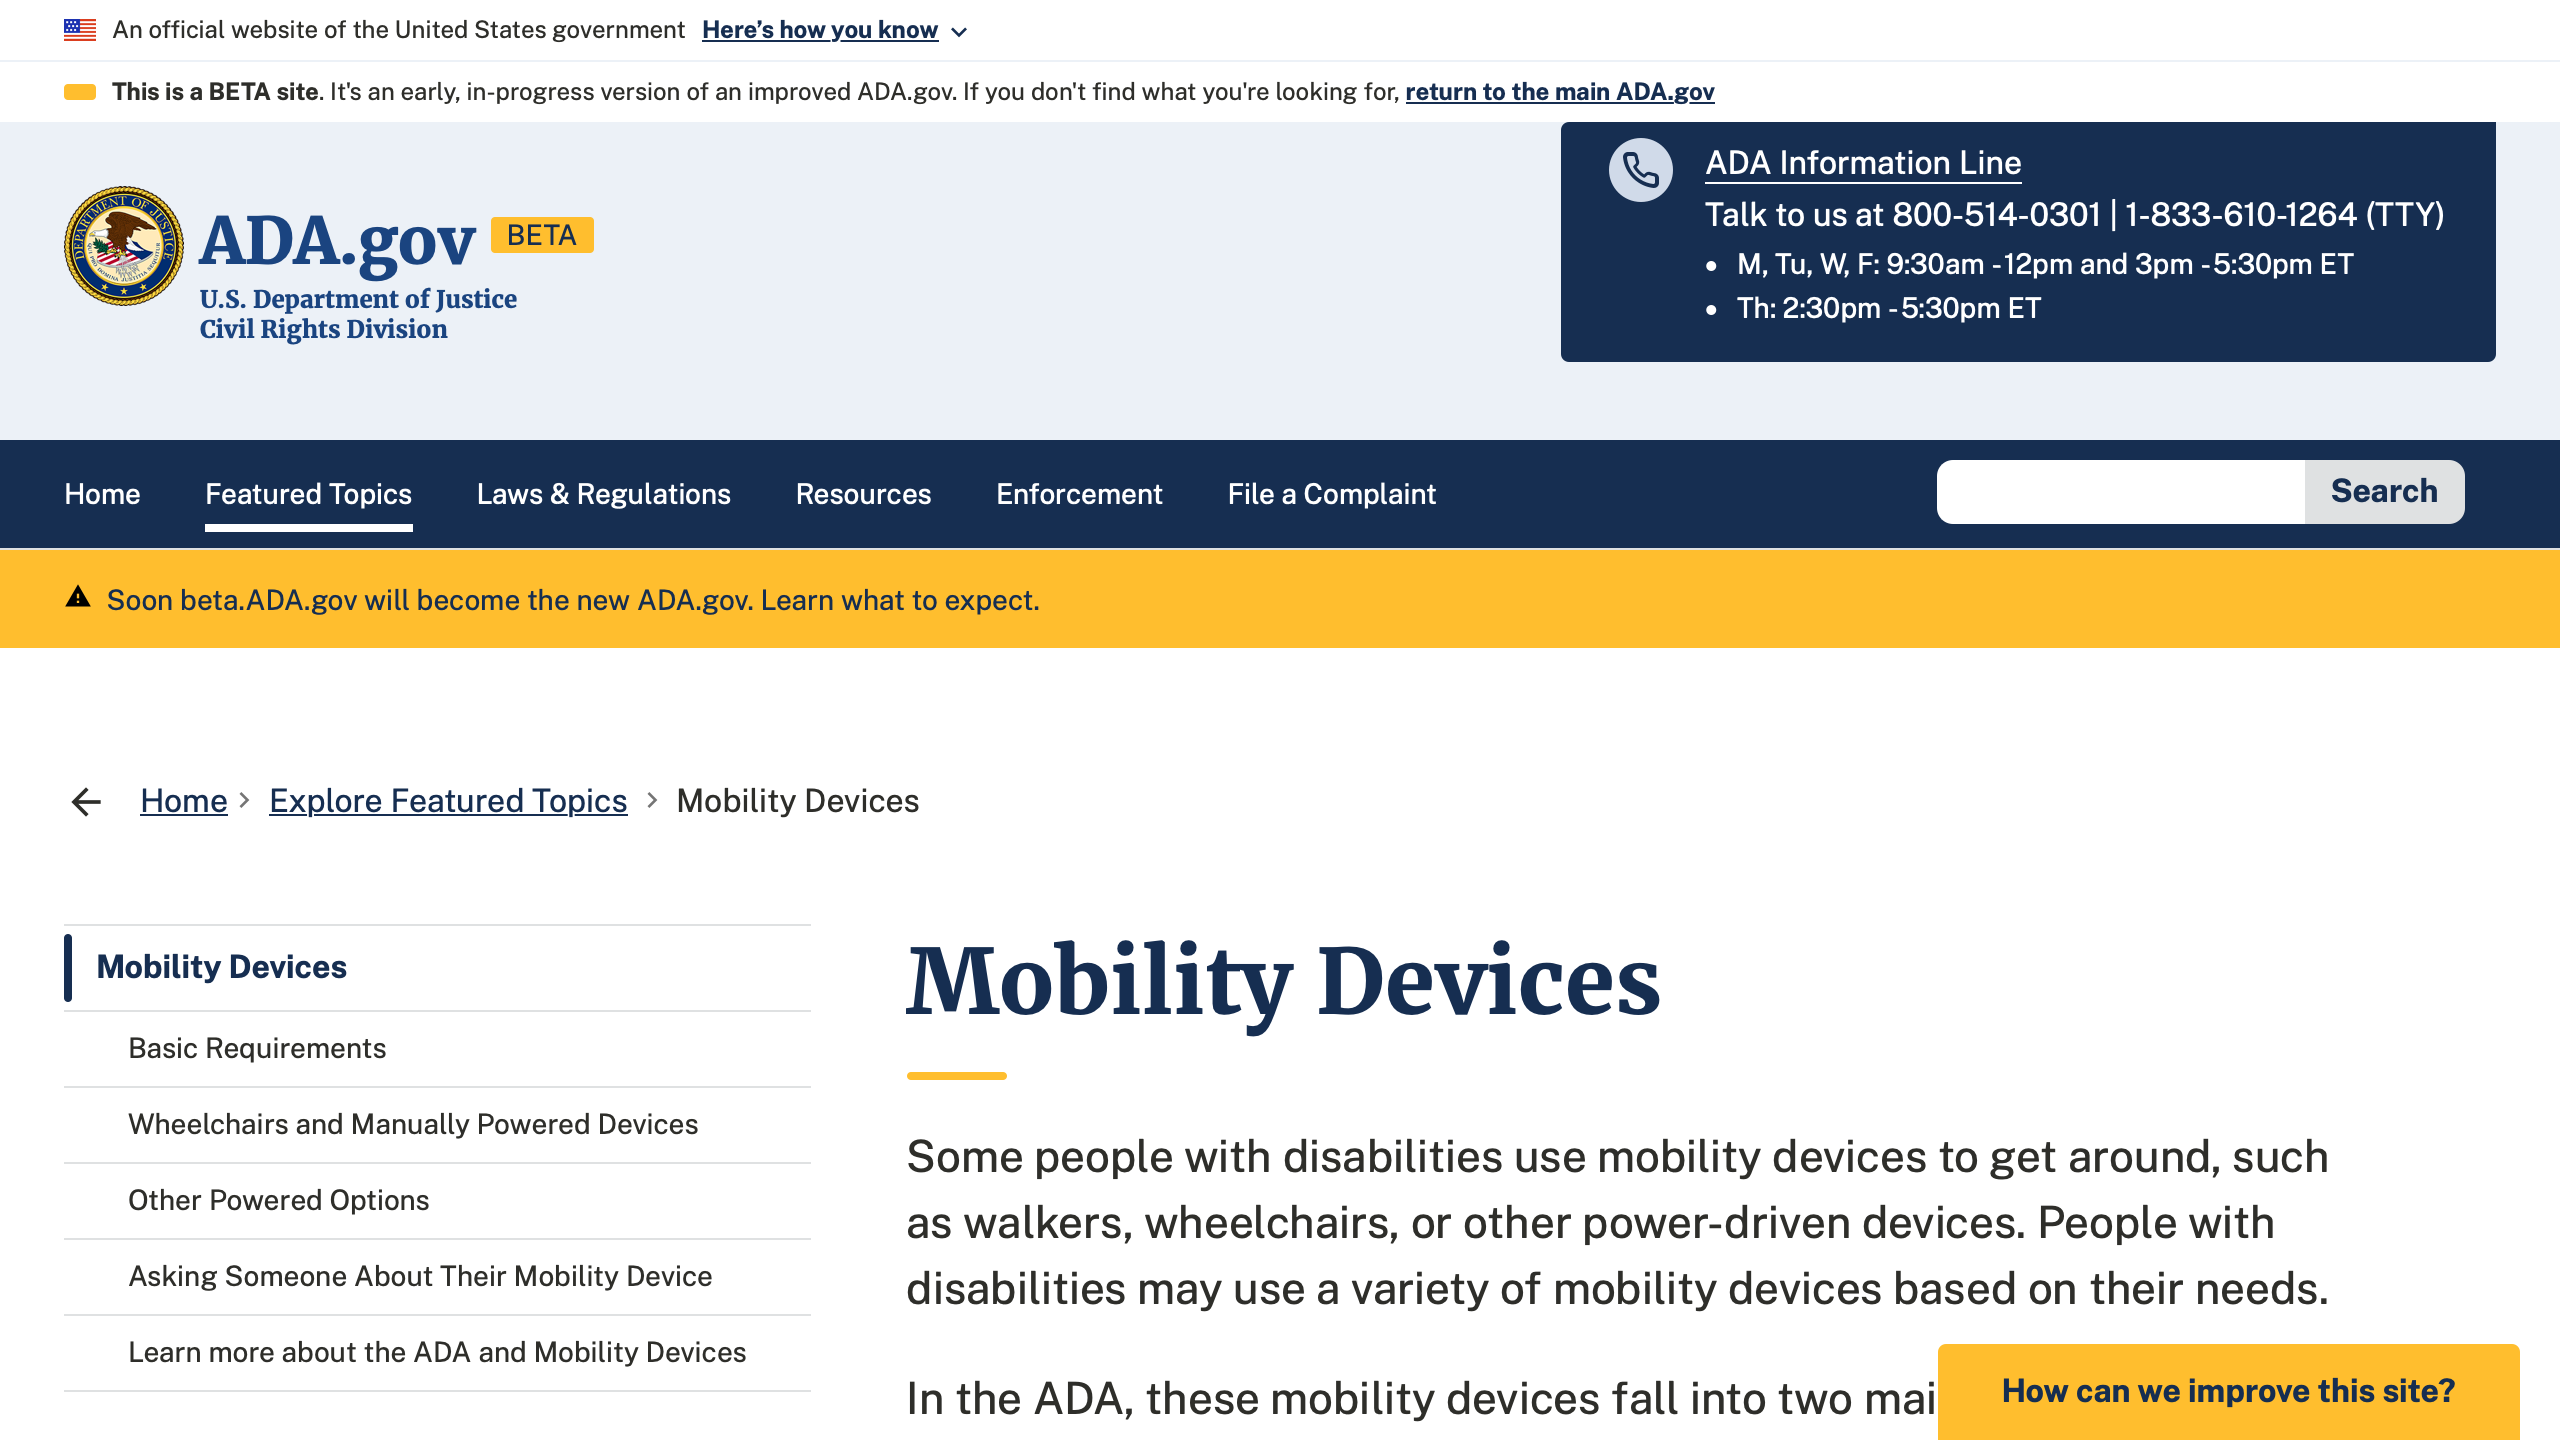 An official website of the United States government Here’s how you know
This is a BETA site. It's an early, in-progress version of an improved ADA.gov. If you don't find what you're looking for, return to the main ADA.gov
ADA.gov BETA
U.S. Department of Justice
Civil Rights Division
ADA Information Line
Talk to us at 800-514-0301 | 1-833-610-1264 (TTY)
M, Tu, W, F: 9:30am - 12pm and 3pm - 5:30pm ET
Th: 2:30pm - 5:30pm ET
Home Featured Topics Laws & Regulations Resources Enforcement File a Complaint Search
Soon beta.ADA.gov will become the new ADA.gov. Learn what to expect.
Home Explore Featured Topics Mobility Devices
Mobility Devices
Basic Requirements
Wheelchairs and Manually Powered Devices
Other Powered Options
Asking Someone About Their Mobility Device
Learn more about the ADA and Mobility Devices
Mobility Devices
Some people with disabilities use mobility devices to get around, such
as walkers, wheelchairs, or other power-driven devices. People with
disabilities may use a variety of mobility devices based on their needs.
In the ADA, these mobility devices fall into two mai
How can we improve this site?